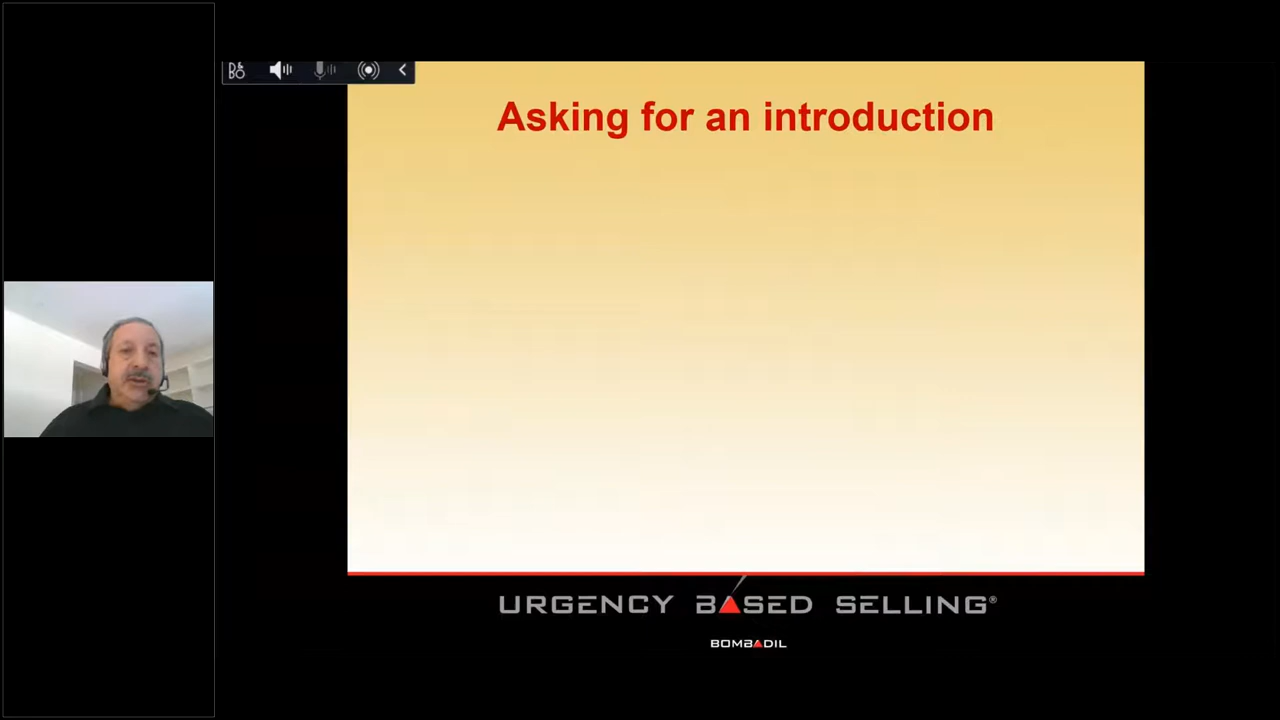 B&O
Asking for an introduction
URGENCY BASED SELLING®
BOMBADIL